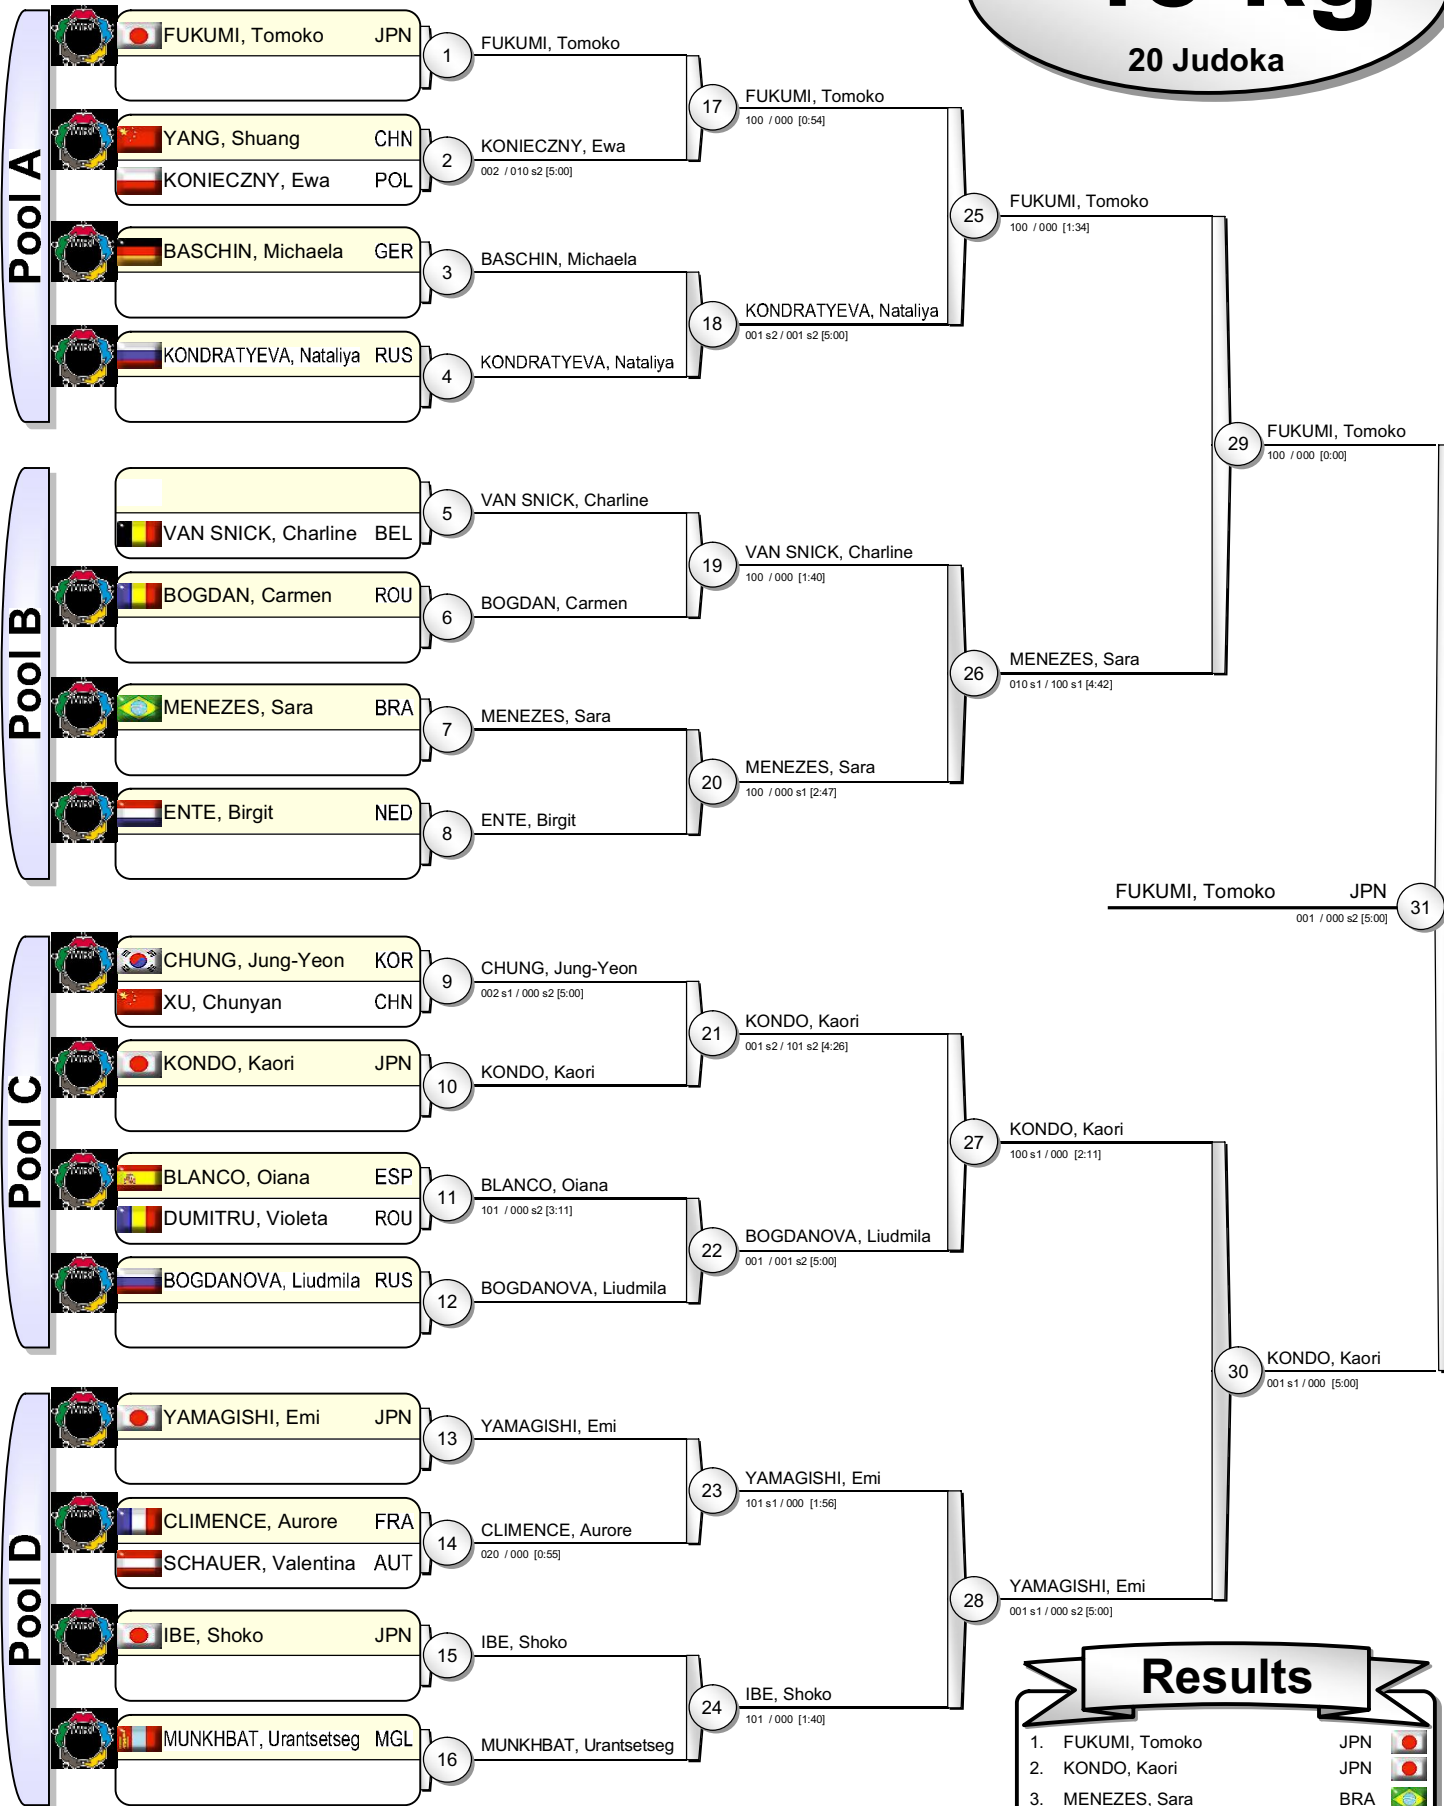 20 Judoka
Pool A
FUKUMI, Tomoko JPN
1
FUKUMI, Tomoko
YANG, Shuang CHN
KONIECZNY, Ewa POL
2
KONIECZNY, Ewa
002 / 010 s2 [5:00]
17
FUKUMI, Tomoko
100 / 000 [0:54]
BASCHIN, Michaela GER
3
BASCHIN, Michaela
KONDRATYEVA, Nataliya RUS
4
KONDRATYEVA, Nataliya
18
KONDRATYEVA, Nataliya
001 s2 / 001 s2 [5:00]
25
FUKUMI, Tomoko
100 / 000 [1:34]
Pool B
VAN SNICK, Charline BEL
5
VAN SNICK, Charline
BOGDAN, Carmen ROU
6
BOGDAN, Carmen
19
VAN SNICK, Charline
100 / 000 [1:40]
MENEZES, Sara BRA
7
MENEZES, Sara
ENTE, Birgit NED
8
ENTE, Birgit
20
MENEZES, Sara
100 / 000 s1 [2:47]
26
MENEZES, Sara
010 s1 / 100 s1 [4:42]
29
FUKUMI, Tomoko
100 / 000 [0:00]
FUKUMI, Tomoko JPN
001 / 000 s2 [5:00]
31
Pool C
CHUNG, Jung-Yeon KOR
XU, Chunyan CHN
9
CHUNG, Jung-Yeon
002 s1 / 000 s2 [5:00]
KONDO, Kaori JPN
10
KONDO, Kaori
21
KONDO, Kaori
001 s2 / 101 s2 [4:26]
BLANCO, Oiana ESP
DUMITRU, Violeta ROU
11
BLANCO, Oiana
101 / 000 s2 [3:11]
BOGDANOVA, Liudmila RUS
12
BOGDANOVA, Liudmila
22
BOGDANOVA, Liudmila
001 / 001 s2 [5:00]
27
KONDO, Kaori
100 s1 / 000 [2:11]
Pool D
YAMAGISHI, Emi JPN
13
YAMAGISHI, Emi
CLIMENCE, Aurore FRA
SCHAUER, Valentina AUT
14
CLIMENCE, Aurore
020 / 000 [0:55]
23
YAMAGISHI, Emi
101 s1 / 000 [1:56]
IBE, Shoko JPN
15
IBE, Shoko
MUNKHBAT, Urantsetseg MGL
16
MUNKHBAT, Urantsetseg
24
IBE, Shoko
101 / 000 [1:40]
28
YAMAGISHI, Emi
001 s1 / 000 s2 [5:00]
30
KONDO, Kaori
001 s1 / 000 [5:00]
Results
1. FUKUMI, Tomoko JPN
2. KONDO, Kaori JPN
3. MENEZES, Sara BRA